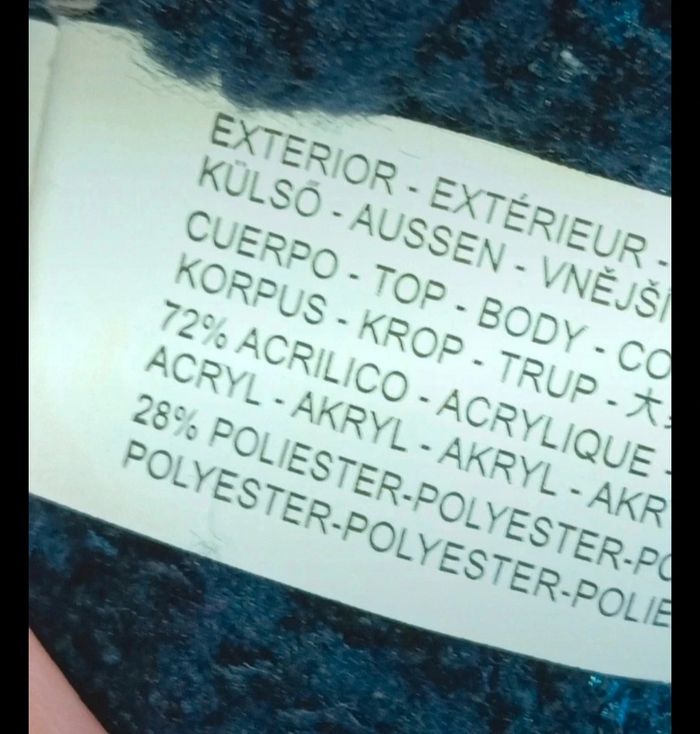 EXTERIOR - EXTÉRIEUR -
KÜLSŐ - AUSSEN - VNĚJŠÍ
CUERPO - TOP - BODY - CO
KORPUS - KROP - TRUP - 大
72% ACRILICO - ACRYLIQUE -
ACRYL - AKRYL - AKRYL - AKR
28% POLIESTER-POLYESTER-PO
POLYESTER-POLYESTER-POLIE